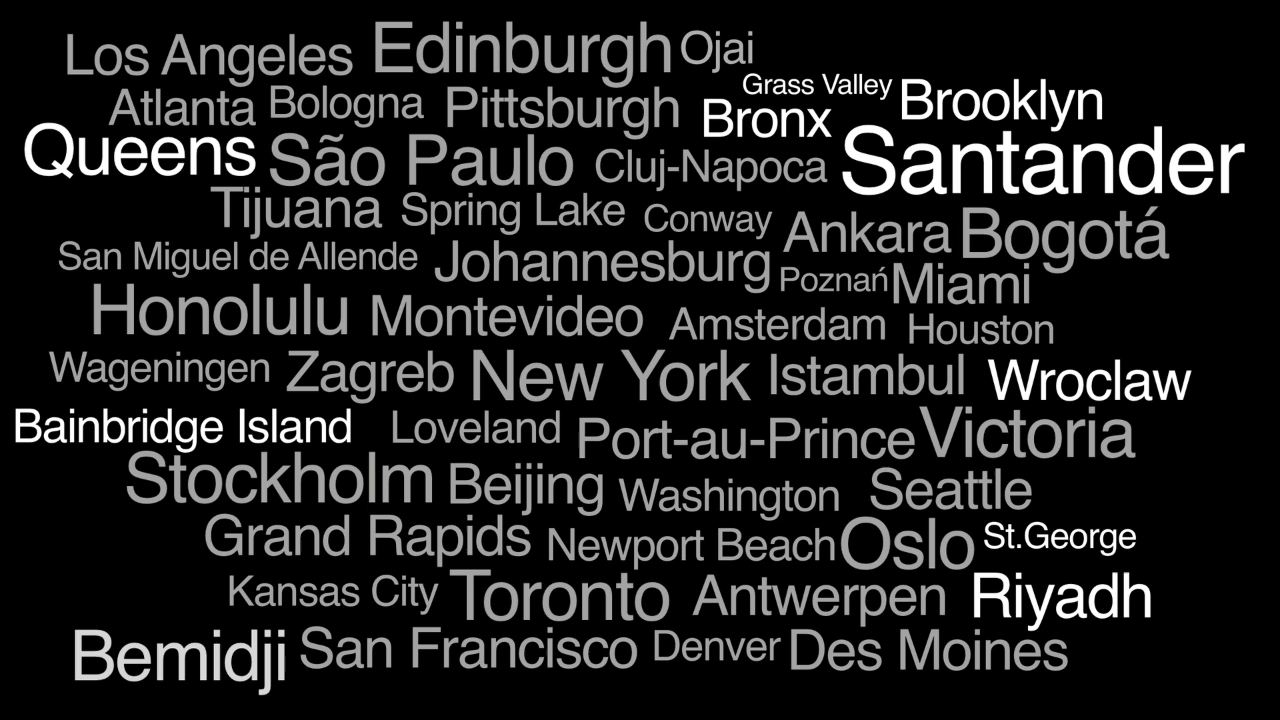 Los Angeles Edinburgh Ojai
Grass Valley
Atlanta Bologna Pittsburgh Bronx Brooklyn
Queens São Paulo Cluj-Napoca Santander
Tijuana Spring Lake Conway Ankara Bogotá
San Miguel de Allende Johannesburg Poznań Miami
Honolulu Montevideo Amsterdam Houston
Wageningen Zagreb New York Istambul Wroclaw
Bainbridge Island Loveland Port-au-Prince Victoria
Stockholm Beijing Washington Seattle
Grand Rapids Newport Beach Oslo St.George
Kansas City Toronto Antwerpen Riyadh
Bemidji San Francisco Denver Des Moines